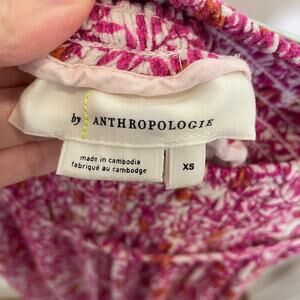 by ANTHROPOLOGIE
made in cambodia
fabriqué au cambodge
XS